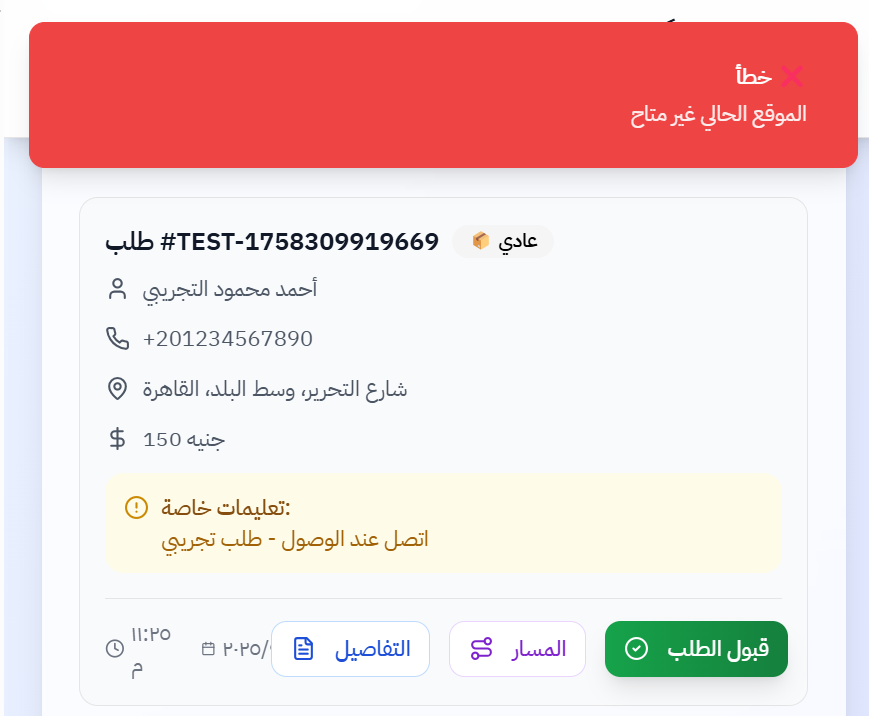 ❌ خطأ
الموقع الحالي غير متاح
طلب #TEST-1758309919669
عادي
أحمد محمود التجريبي
+201234567890
شارع التحرير، وسط البلد، القاهرة
150 جنيه
تعليمات خاصة:
اتصل عند الوصول - طلب تجريبي
١١:٢٥ م
٢٠٢٥/
التفاصيل
المسار
قبول الطلب